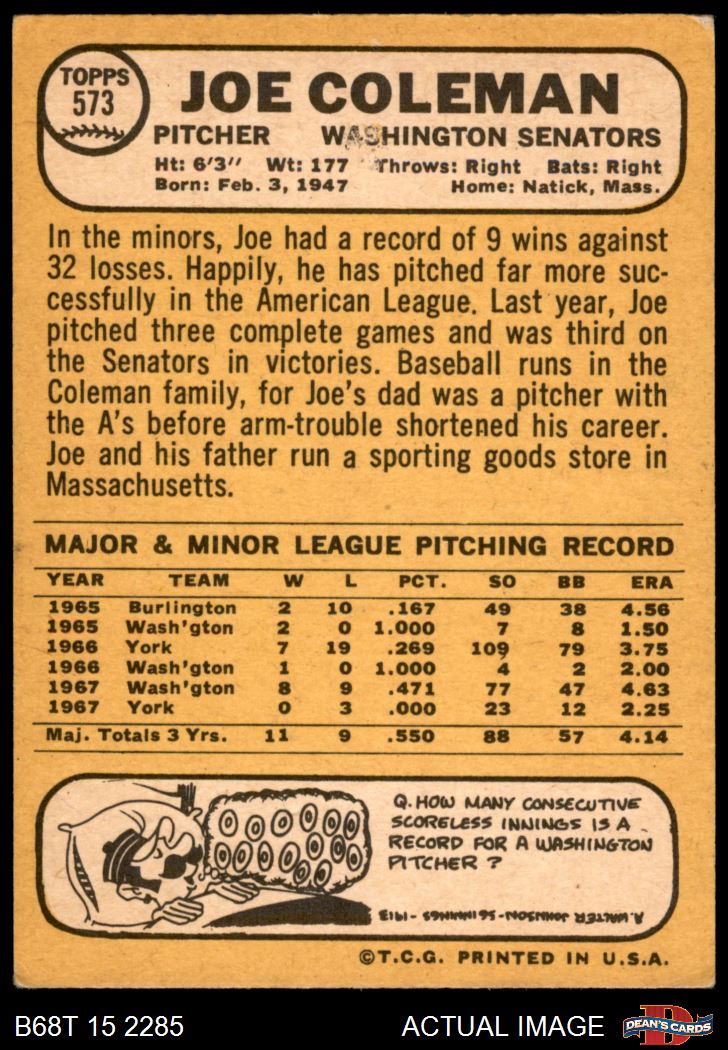 TOPPS
573
JOE COLEMAN
PITCHER WASHINGTON SENATORS
Ht: 6'3" Wt: 177 Throws: Right Bats: Right
Born: Feb. 3, 1947 Home: Natick, Mass.
In the minors, Joe had a record of 9 wins against
32 losses. Happily, he has pitched far more suc-
cessfully in the American League. Last year, Joe
pitched three complete games and was third on
the Senators in victories. Baseball runs in the
Coleman family, for Joe's dad was a pitcher with
the A's before arm-trouble shortened his career.
Joe and his father run a sporting goods store in
Massachusetts.
MAJOR & MINOR LEAGUE PITCHING RECORD
YEAR TEAM W L PCT. SO BB ERA
1965 Burlington 2 10 .167 49 38 4.56
1965 Wash'gton 2 0 1.000 7 8 1.50
1966 York 7 19 .269 109 79 3.75
1966 Wash'gton 1 0 1.000 4 2 2.00
1967 Wash'gton 8 9 .471 77 47 4.63
1967 York 0 3 .000 23 12 2.25
Maj. Totals 3 Yrs. 11 9 .550 88 57 4.14
Q. HOW MANY CONSECUTIVE
SCORELESS INNINGS IS A
RECORD FOR A WASHINGTON
PITCHER ?
A. WALTER JOHNSON-56 INNINGS-1913
©T.C.G. PRINTED IN U.S.A.
B68T 15 2285 ACTUAL IMAGE
D
DEAN'S CARDS